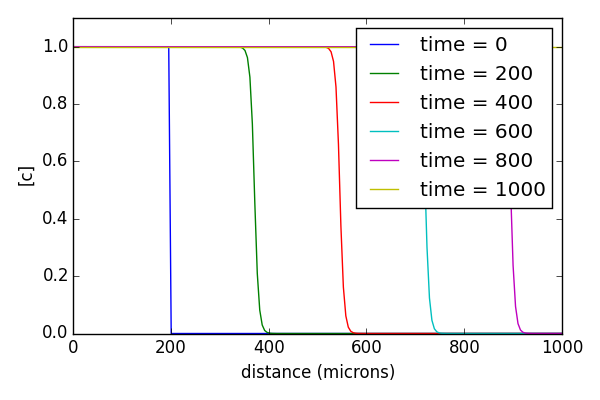 1.0
0.8
0.6
0.4
0.2
0.0
[c]
time = 0
time = 200
time = 400
time = 600
time = 800
time = 1000
0
200
400
600
800
1000
distance (microns)